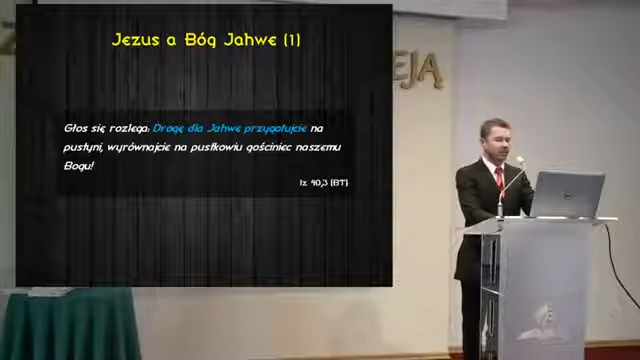 Jezus a Bóg Jahwe (1)
EJĄ
Głos się rozlega: Drogę dla Jahwe przygotujcie na
pustyni, wyrównajcie na pustkowiu gościniec naszemu
Bogu!
Iz 40,3 (BT)